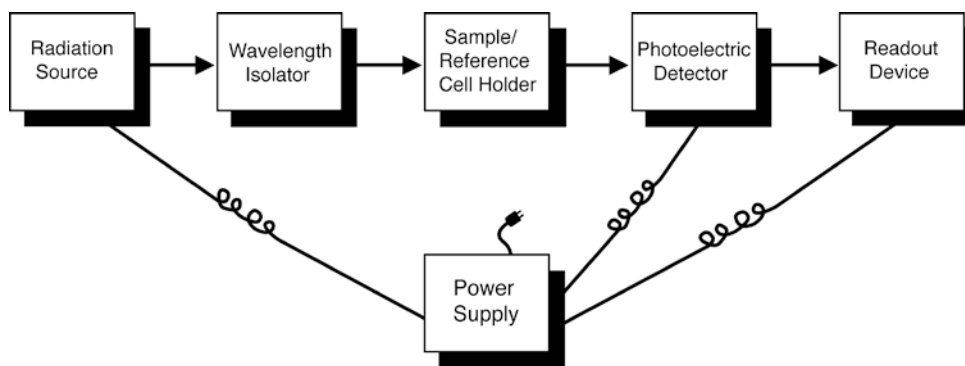 Radiation
Source
Wavelength
Isolator
Sample/
Reference
Cell Holder
Photoelectric
Detector
Readout
Device
Power
Supply